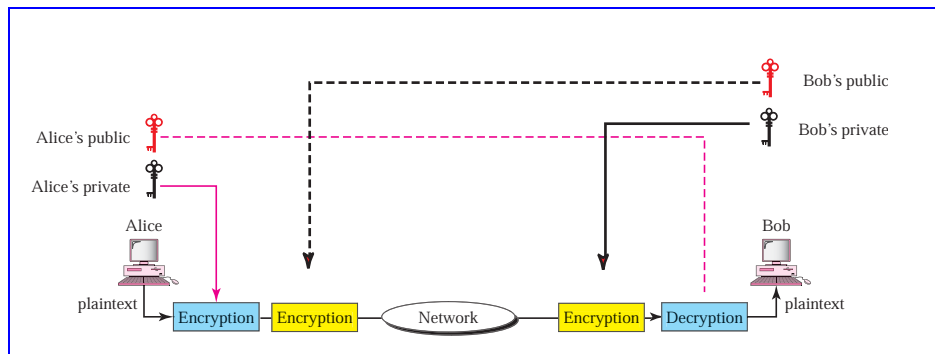 Bob’s public
Alice’s public
Bob’s private
Alice’s private
Alice
Bob
plaintext
plaintext
Encryption
Encryption
Network
Encryption
Decryption